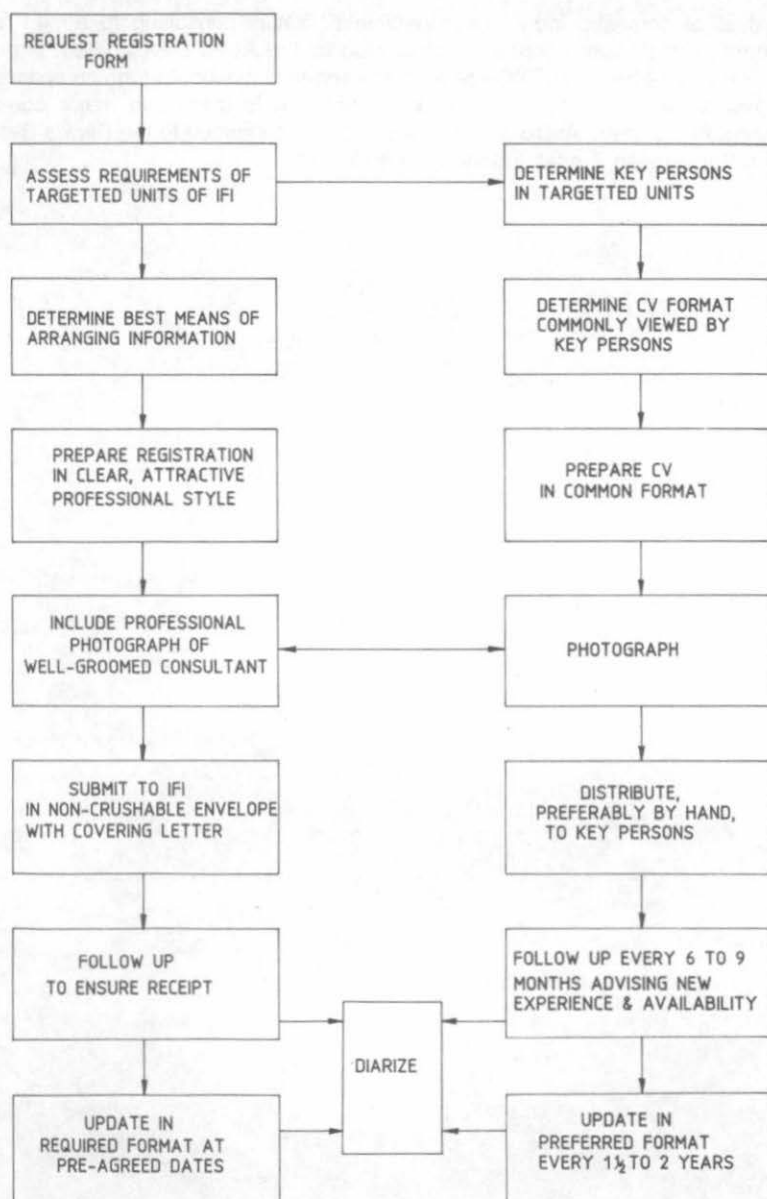 REQUEST REGISTRATION
FORM
ASSESS REQUIREMENTS OF
TARGETTED UNITS OF IFI
DETERMINE KEY PERSONS
IN TARGETTED UNITS
DETERMINE BEST MEANS OF
ARRANGING INFORMATION
DETERMINE CV FORMAT
COMMONLY VIEWED BY
KEY PERSONS
PREPARE REGISTRATION
IN CLEAR, ATTRACTIVE
PROFESSIONAL STYLE
PREPARE CV
IN COMMON FORMAT
INCLUDE PROFESSIONAL
PHOTOGRAPH OF
WELL-GROOMED CONSULTANT
PHOTOGRAPH
SUBMIT TO IFI
IN NON-CRUSHABLE ENVELOPE
WITH COVERING LETTER
DISTRIBUTE,
PREFERABLY BY HAND,
TO KEY PERSONS
FOLLOW UP
TO ENSURE RECEIPT
FOLLOW UP EVERY 6 TO 9
MONTHS ADVISING NEW
EXPERIENCE & AVAILABILITY
DIARIZE
UPDATE IN
REQUIRED FORMAT AT
PRE-AGREED DATES
UPDATE IN
PREFERRED FORMAT
EVERY 1½ TO 2 YEARS